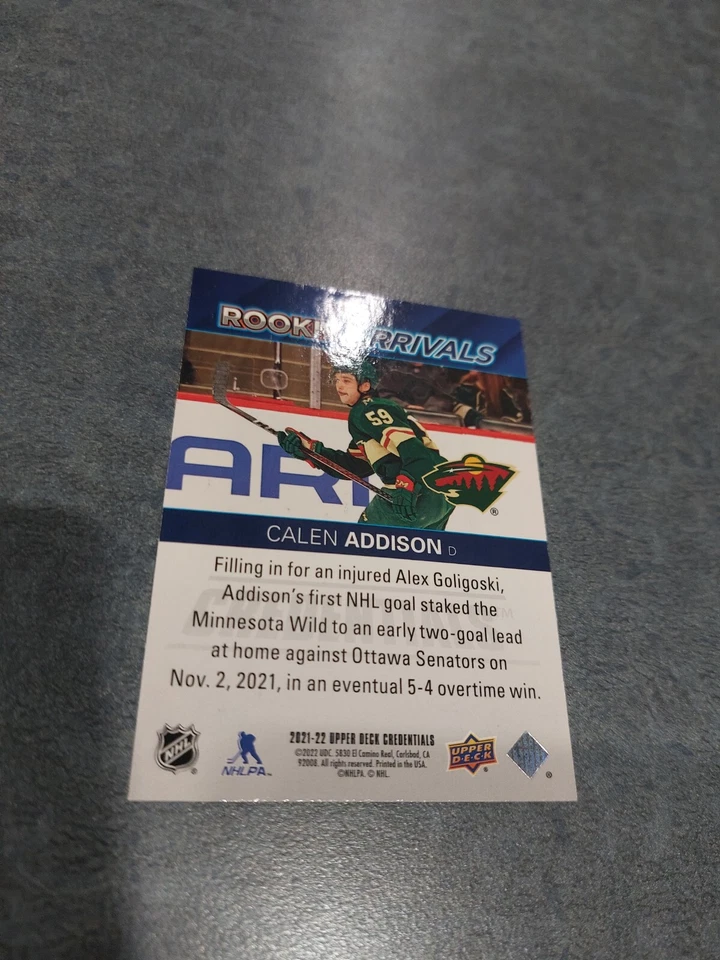 ROOKIE ARRIVALS
59
ARI
CALEN ADDISON D
Filling in for an injured Alex Goligoski,
Addison's first NHL goal staked the
Minnesota Wild to an early two-goal lead
at home against Ottawa Senators on
Nov. 2, 2021, in an eventual 5-4 overtime win.
NHL
NHLPA™
2021-22 UPPER DECK CREDENTIALS
©2022 UDC. 5830 El Camino Real, Carlsbad, CA
92008. All rights reserved. Printed in the USA.
©NHLPA. © NHL.
UPPER
DECK